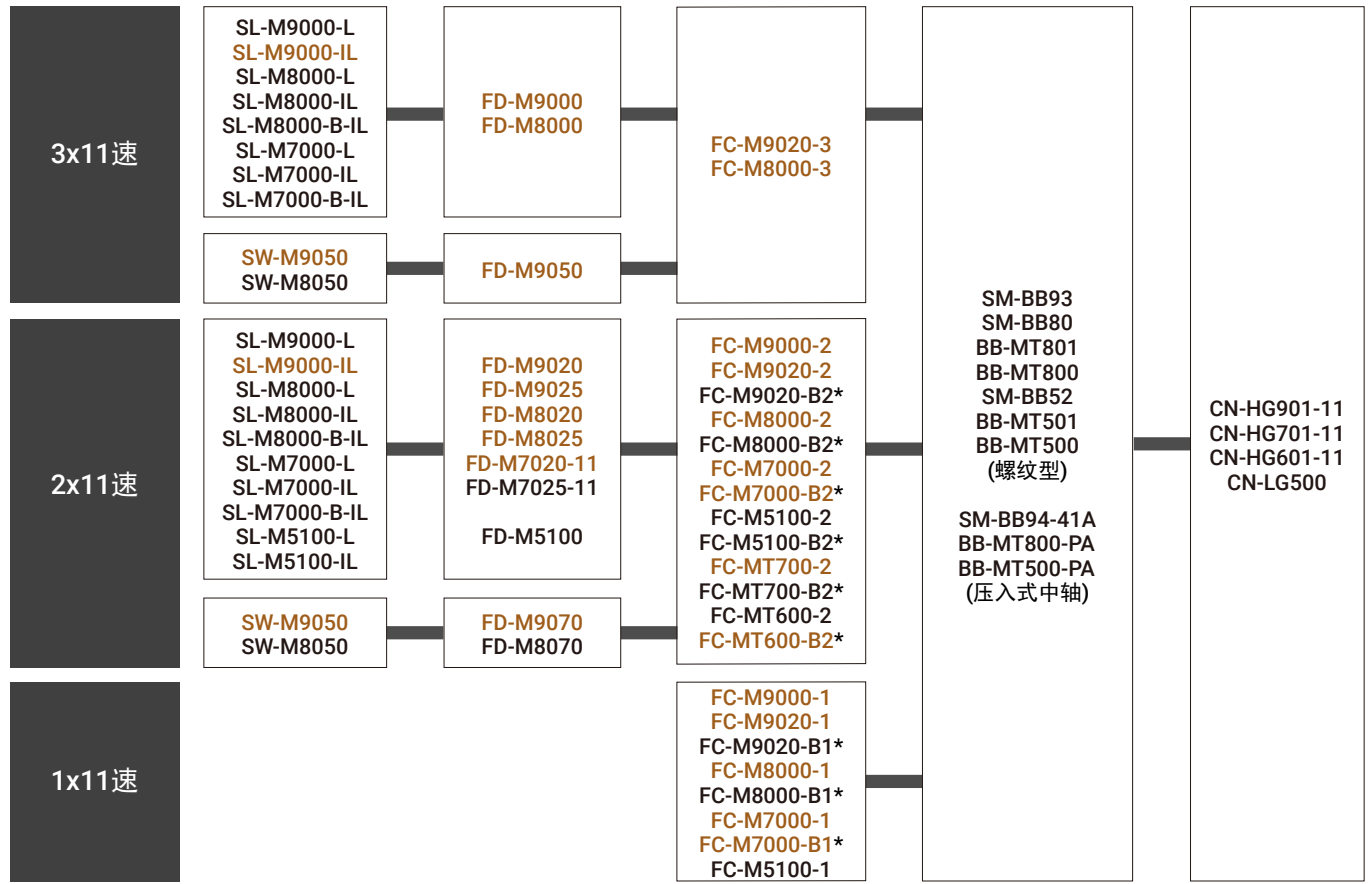 3x11速
SL-M9000-L
SL-M9000-IL
SL-M8000-L
SL-M8000-IL
SL-M8000-B-IL
SL-M7000-L
SL-M7000-IL
SL-M7000-B-IL
FD-M9000
FD-M8000
SW-M9050
SW-M8050
FD-M9050
FC-M9020-3
FC-M8000-3
2x11速
SL-M9000-L
SL-M9000-IL
SL-M8000-L
SL-M8000-IL
SL-M8000-B-IL
SL-M7000-L
SL-M7000-IL
SL-M7000-B-IL
SL-M5100-L
SL-M5100-IL
FD-M9020
FD-M9025
FD-M8020
FD-M8025
FD-M7020-11
FD-M7025-11
FD-M5100
SW-M9050
SW-M8050
FD-M9070
FD-M8070
FC-M9000-2
FC-M9020-2
FC-M9020-B2*
FC-M8000-2
FC-M8000-B2*
FC-M7000-2
FC-M7000-B2*
FC-M5100-2
FC-M5100-B2*
FC-MT700-2
FC-MT700-B2*
FC-MT600-2
FC-MT600-B2*
1x11速
FC-M9000-1
FC-M9020-1
FC-M9020-B1*
FC-M8000-1
FC-M8000-B1*
FC-M7000-1
FC-M7000-B1*
FC-M5100-1
SM-BB93
SM-BB80
BB-MT801
BB-MT800
SM-BB52
BB-MT501
BB-MT500
(螺纹型)
SM-BB94-41A
BB-MT800-PA
BB-MT500-PA
(压入式中轴)
CN-HG901-11
CN-HG701-11
CN-HG601-11
CN-LG500